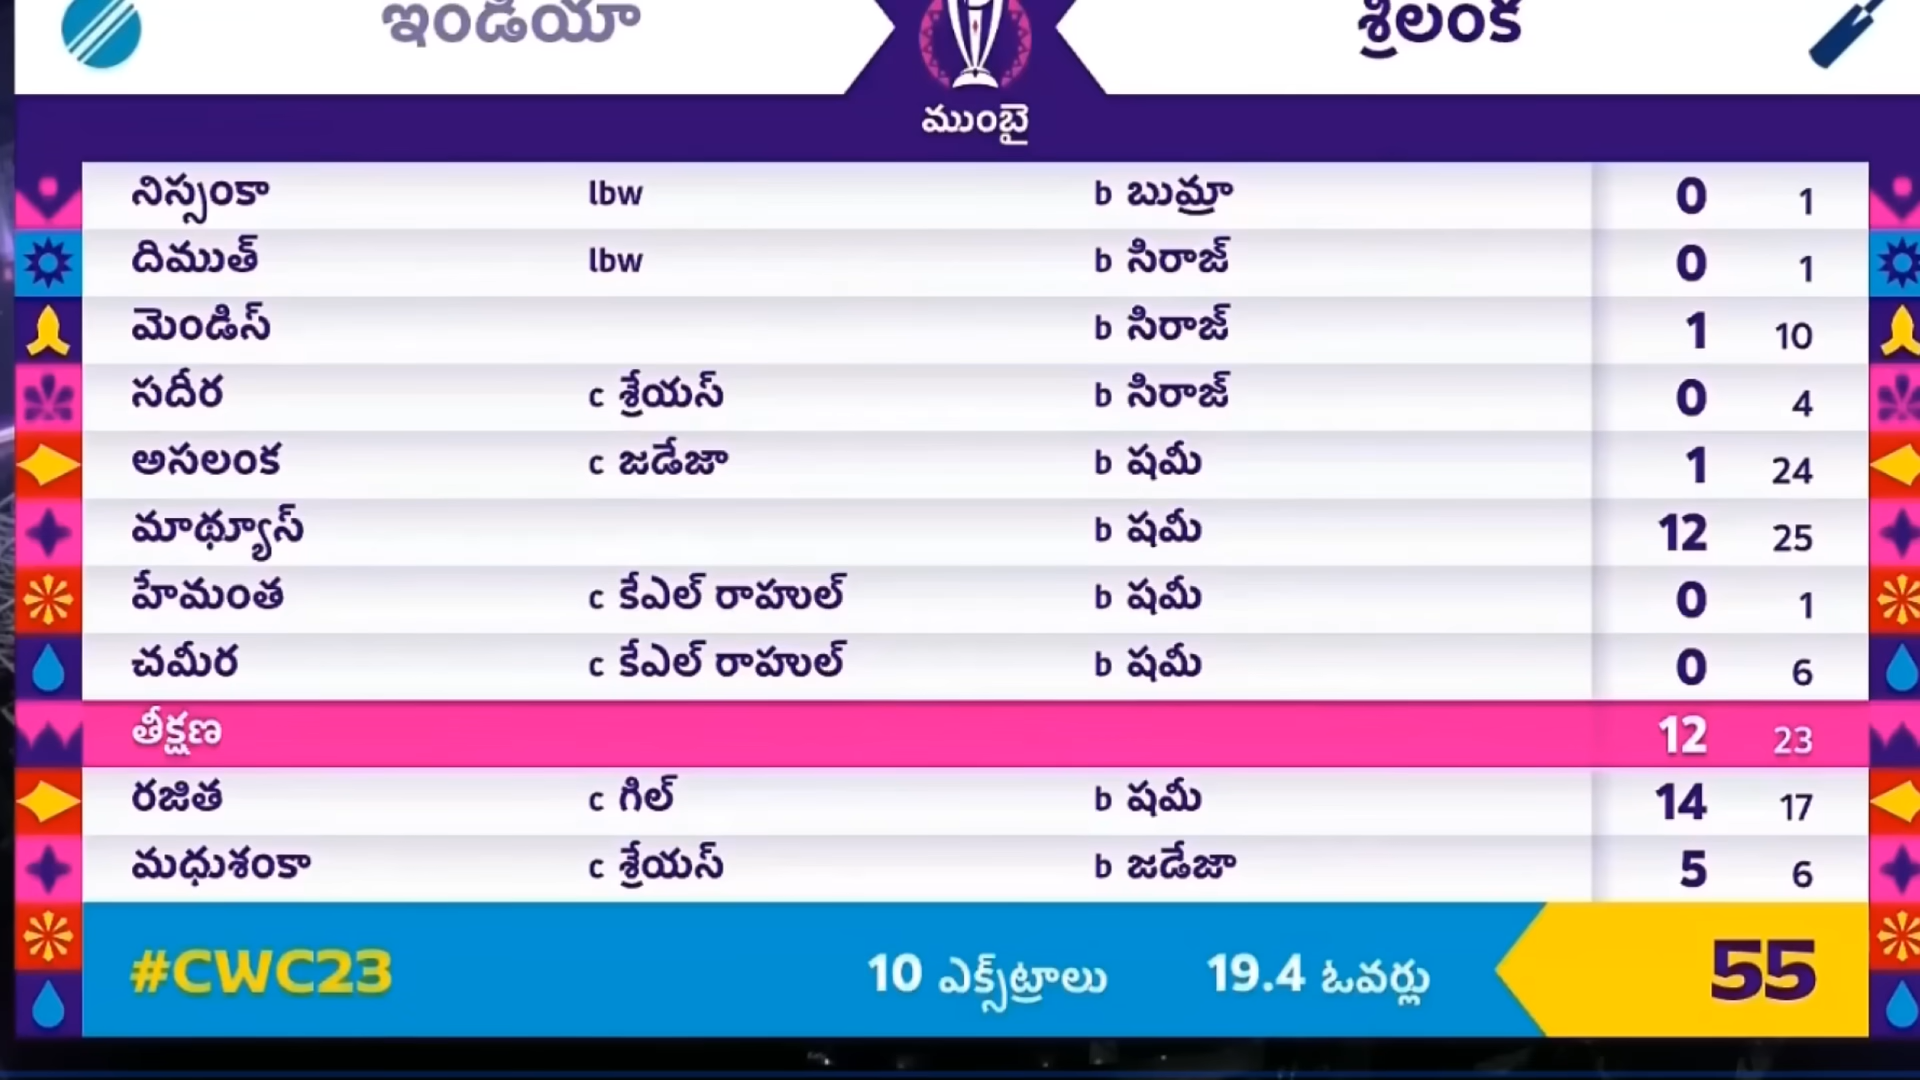 ఇండియా శ్రీలంక
ముంబై
నిస్సంకా lbw b బుమ్రా 0 1
దిముత్ lbw b సిరాజ్ 0 1
మెండిస్ b సిరాజ్ 1 10
సదీర c శ్రేయస్ b సిరాజ్ 0 4
అసలంక c జడేజా b షమీ 1 24
మాథ్యూస్ b షమీ 12 25
హేమంత c కేఎల్ రాహుల్ b షమీ 0 1
చమీర c కేఎల్ రాహుల్ b షమీ 0 6
తీక్షణ 12 23
రజిత c గిల్ b షమీ 14 17
మధుశంకా c శ్రేయస్ b జడేజా 5 6
#CWC23 10 ఎక్స్‌ట్రాలు 19.4 ఓవర్లు 55